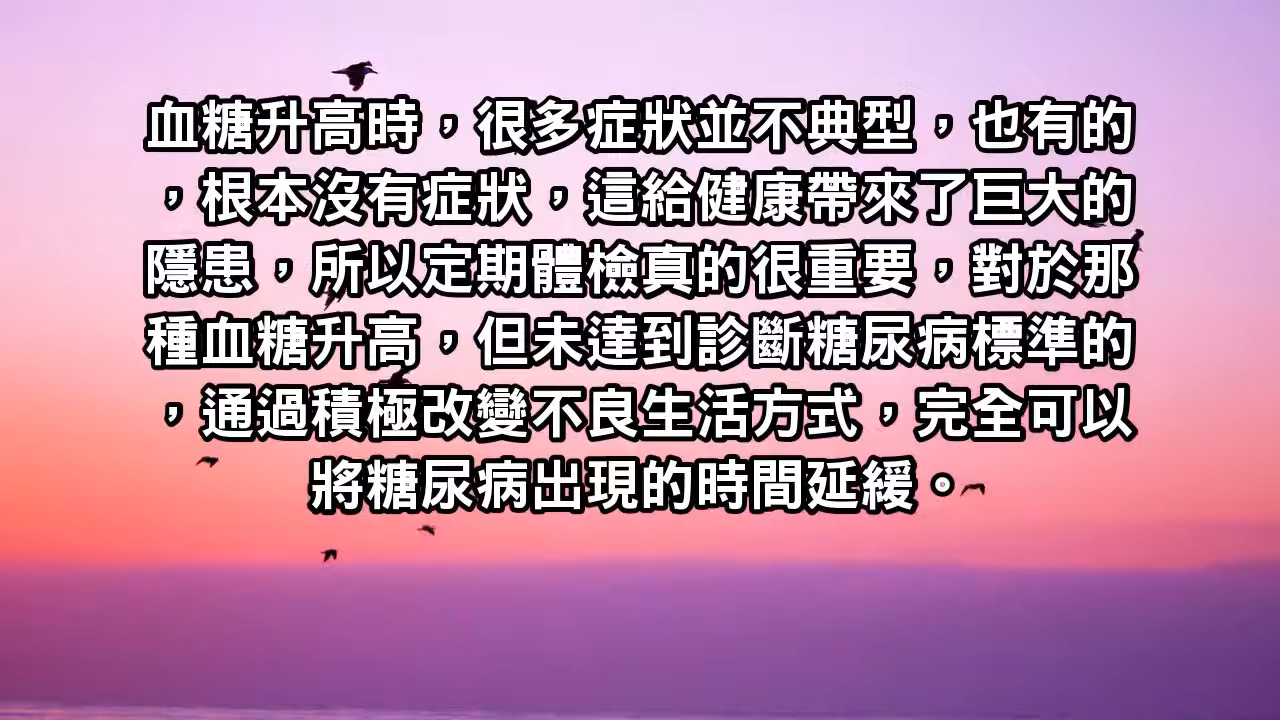 血糖升高時，很多症狀並不典型，也有的
，根本沒有症狀，這給健康帶來了巨大的
隱患，所以定期體檢真的很重要，對於那
種血糖升高，但未達到診斷糖尿病標準的
，通過積極改變不良生活方式，完全可以
將糖尿病出現的時間延緩。